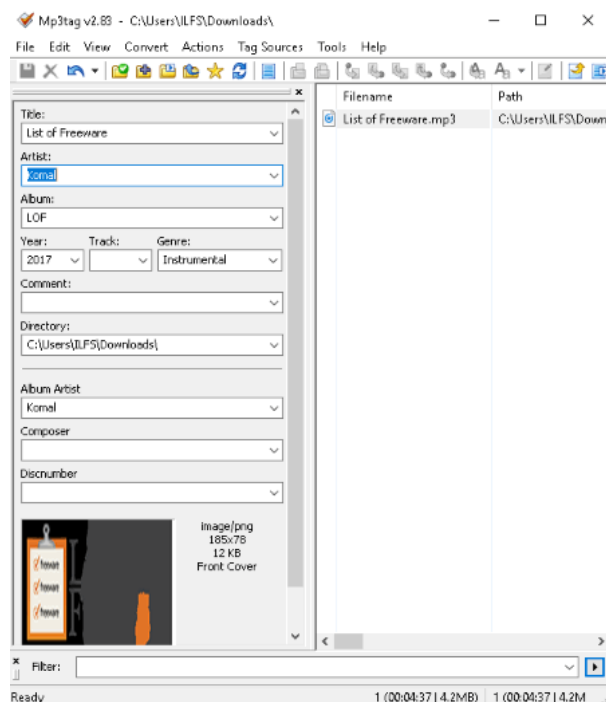 Mp3tag v2.83 - C:\Users\ILFS\Downloads\
File Edit View Convert Actions Tag Sources Tools Help
Filename Path
List of Freeware.mp3 C:\Users\ILFS\Down
Title:
List of Freeware
Artist:
Komal
Album:
LOF
Year: Track: Genre:
2017 Instrumental
Comment:
Directory:
C:\Users\ILFS\Downloads\
Album Artist
Komal
Composer
Discnumber
image/png
185x78
12 KB
Front Cover
freeware
freeware
freeware
Filter:
Ready 1 (00:04:37 | 4.2MB) 1 (00:04:37 | 4.2M